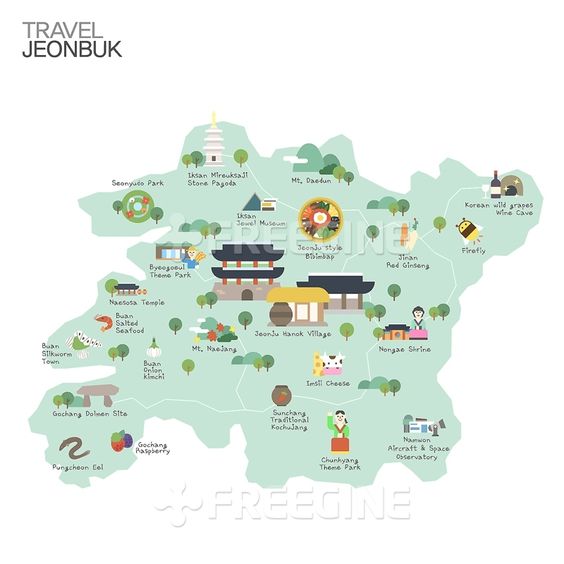 TRAVEL
JEONBUK
Iksan Mireuksaji
Stone Pagoda
Mt. Daedun
Seonyudo Park
Iksan
Jewel Museum
Jeonju style
Bibimbap
Korean wild grapes
Wine Cave
Firefly
Jinan
Red Ginseng
Byeogoeul
Theme Park
FREEGINE
Naesosa Temple
Buan
Salted
Seafood
Jeonju Hanok Village
Mt. Naejang
Nongae Shrine
Buan
Silkworm
Town
Buan
Onion
Kimchi
Imsil Cheese
Gochang Dolmen Site
Sunchang
Traditional
Kochujang
Namwon
Aircraft & Space
Observatory
Gochang
Raspberry
Pungcheon Eel
Chunhyang
Theme Park
FREEGINE